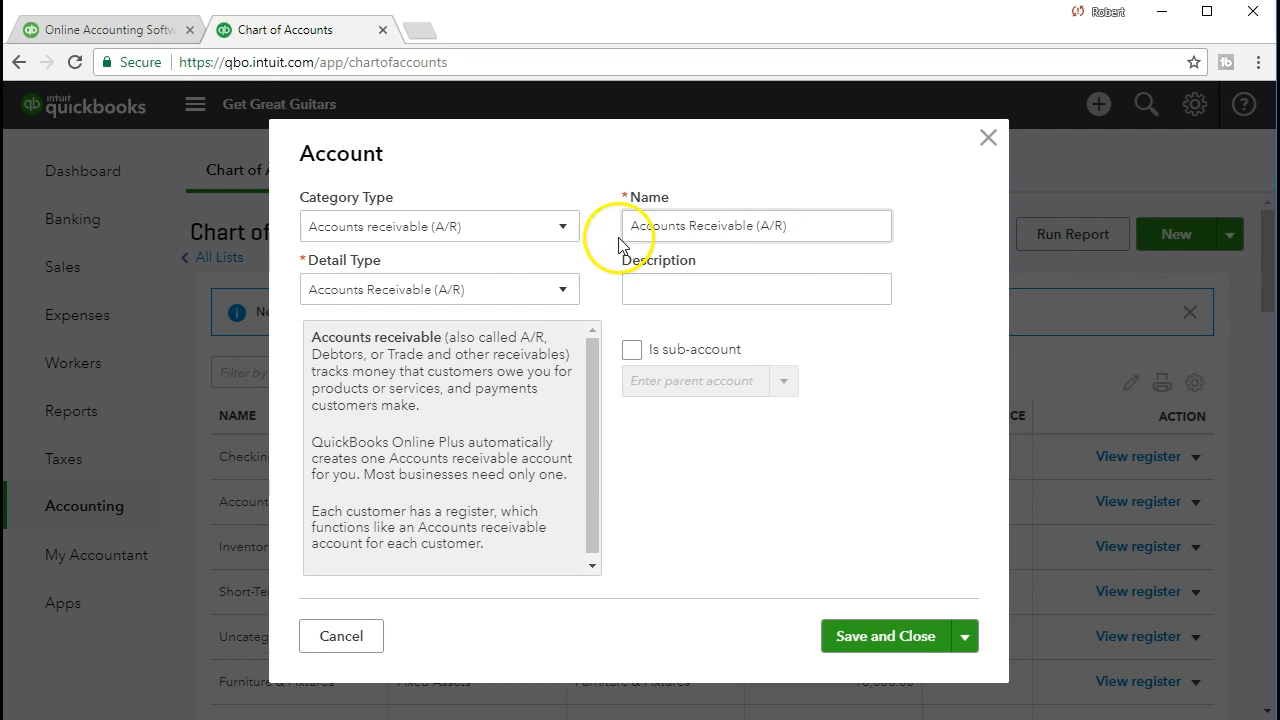 Online Accounting Softw
Chart of Accounts
Robert
Secure
https://qbo.intuit.com/app/chartofaccounts
intuit
quickbooks
Get Great Guitars
Dashboard
Banking
Sales
Expenses
Workers
Reports
Taxes
Accounting
My Accountant
Apps
Chart of A
Chart of
All Lists
Run Report
New
Ne
Filter by
NAME
CE
ACTION
Checkin
View register
Account
View register
Inventor
View register
Short-Te
View register
Uncateg
View register
View register
Account
Category Type
Accounts receivable (A/R)
* Name
Accounts Receivable (A/R)
* Detail Type
Accounts Receivable (A/R)
Description
Accounts receivable (also called A/R,
Debtors, or Trade and other receivables)
tracks money that customers owe you for
products or services, and payments
customers make.
QuickBooks Online Plus automatically
creates one Accounts receivable account
for you. Most businesses need only one.
Each customer has a register, which
functions like an Accounts receivable
account for each customer.
Is sub-account
Enter parent account
Cancel
Save and Close